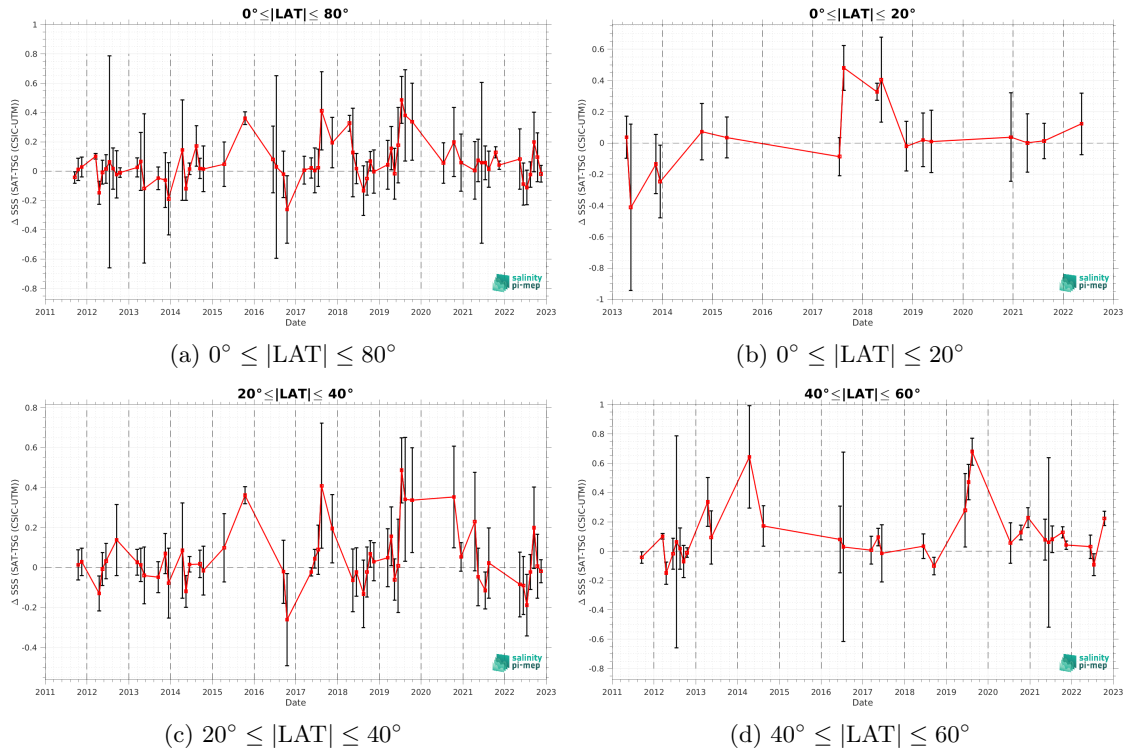 0°≤|LAT|≤ 80°
Δ SSS (SAT-TSG (CSIC-UTM))
1
0.8
0.6
0.4
0.2
0
-0.2
-0.4
-0.6
-0.8
2011 2012 2013 2014 2015 2016 2017 2018 2019 2020 2021 2022 2023
Date
salinity
pi-mep
(a) 0° ≤ |LAT| ≤ 80°
0°≤|LAT|≤ 20°
Δ SSS (SAT-TSG (CSIC-UTM))
0.6
0.4
0.2
0
-0.2
-0.4
-0.6
-0.8
-1
2013 2014 2015 2016 2017 2018 2019 2020 2021 2022 2023
Date
salinity
pi-mep
(b) 0° ≤ |LAT| ≤ 20°
20°≤|LAT|≤ 40°
Δ SSS (SAT-TSG (CSIC-UTM))
0.8
0.6
0.4
0.2
0
-0.2
-0.4
2011 2012 2013 2014 2015 2016 2017 2018 2019 2020 2021 2022 2023
Date
salinity
pi-mep
(c) 20° ≤ |LAT| ≤ 40°
40°≤|LAT|≤ 60°
Δ SSS (SAT-TSG (CSIC-UTM))
1
0.8
0.6
0.4
0.2
0
-0.2
-0.4
-0.6
-0.8
2011 2012 2013 2014 2015 2016 2017 2018 2019 2020 2021 2022 2023
Date
salinity
pi-mep
(d) 40° ≤ |LAT| ≤ 60°